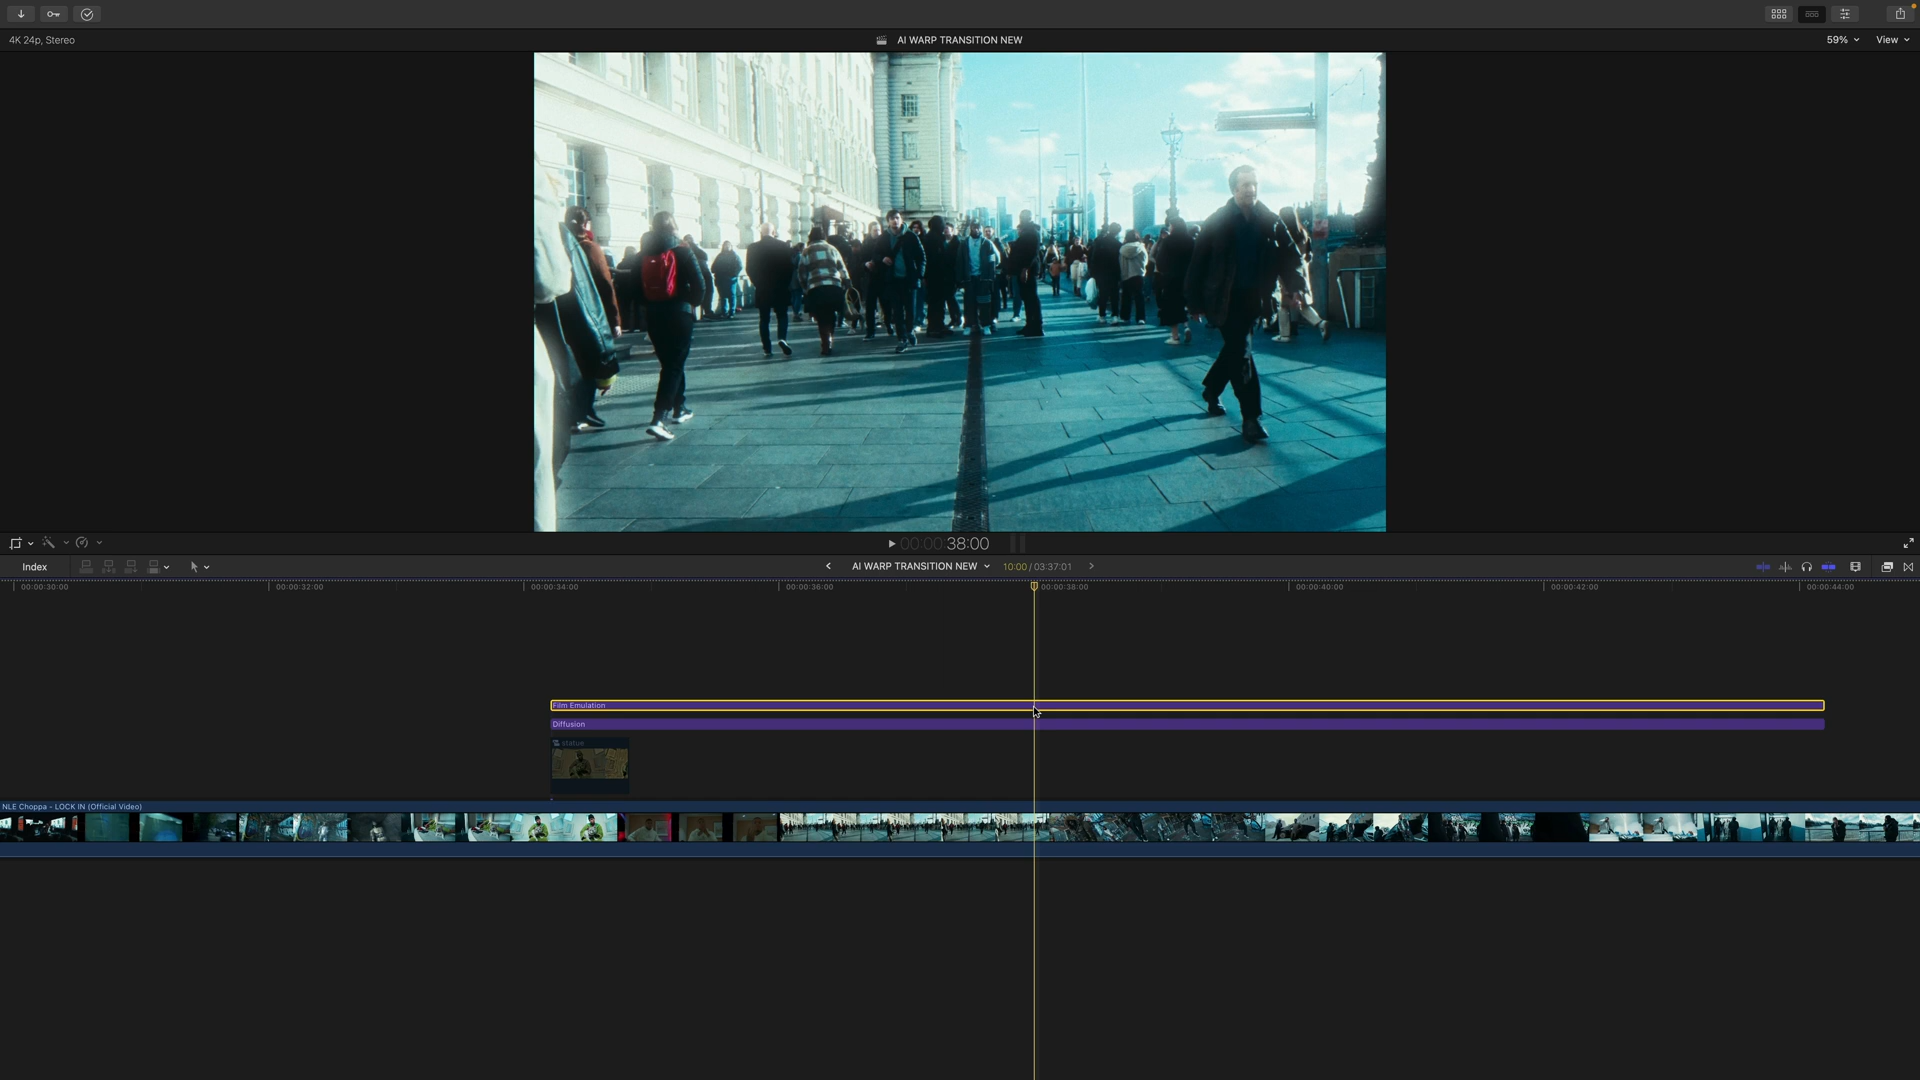 4K 24p, Stereo
AI WARP TRANSITION NEW
59%
View
00:00:38:00
Index
AI WARP TRANSITION NEW
10:00 / 03:37:01
00:00:30:00
00:00:32:00
00:00:34:00
00:00:36:00
00:00:38:00
00:00:40:00
00:00:42:00
00:00:44:00
Film Emulation
Diffusion
statue
NLE Choppa - LOCK IN (Official Video)